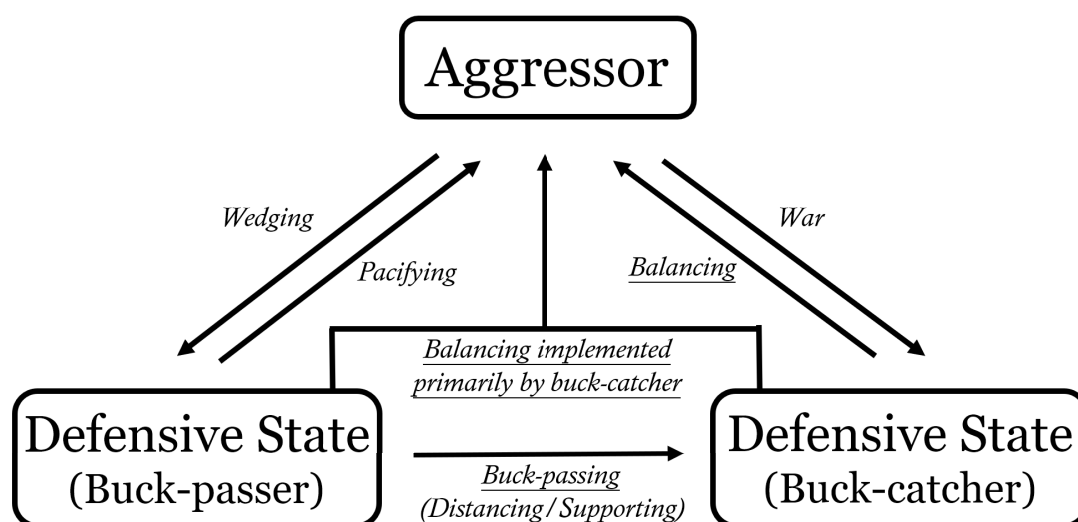 Aggressor
Wedging
War
Pacifying
Balancing
Balancing implemented
primarily by buck-catcher
Defensive State
(Buck-passer)
Buck-passing
(Distancing/Supporting)
Defensive State
(Buck-catcher)